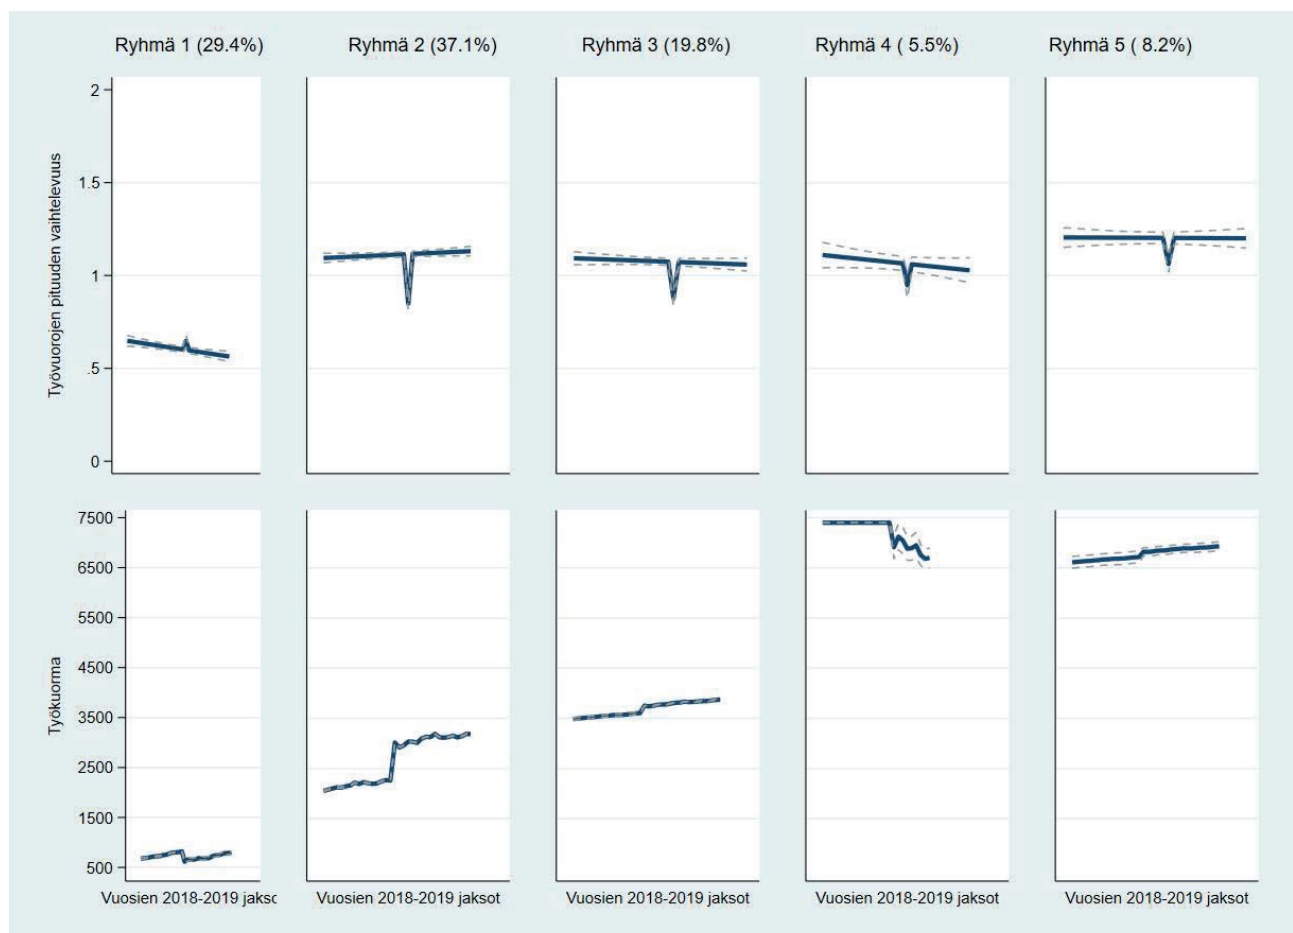 Ryhmä 1 (29.4%)
Ryhmä 2 (37.1%)
Ryhmä 3 (19.8%)
Ryhmä 4 ( 5.5%)
Ryhmä 5 ( 8.2%)
Työvuorojen pituuden vaihtelevuus
2
1.5
1
.5
0
Työkuorma
7500
6500
5500
4500
3500
2500
1500
500
Vuosien 2018-2019 jaksc
Vuosien 2018-2019 jaksot
Vuosien 2018-2019 jaksot
Vuosien 2018-2019 jaksot
Vuosien 2018-2019 jaksot